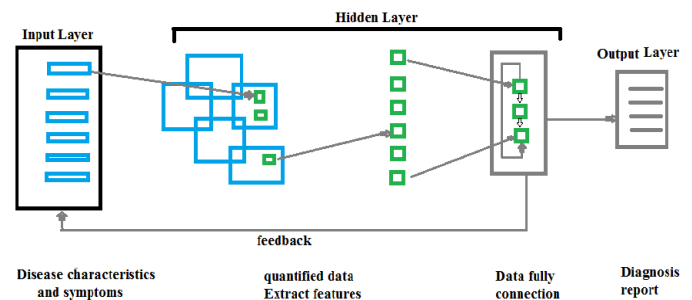 Hidden Layer
Input Layer
Output Layer
feedback
Disease characteristics
and symptoms
quantified data
Extract features
Data fully
connection
Diagnosis
report